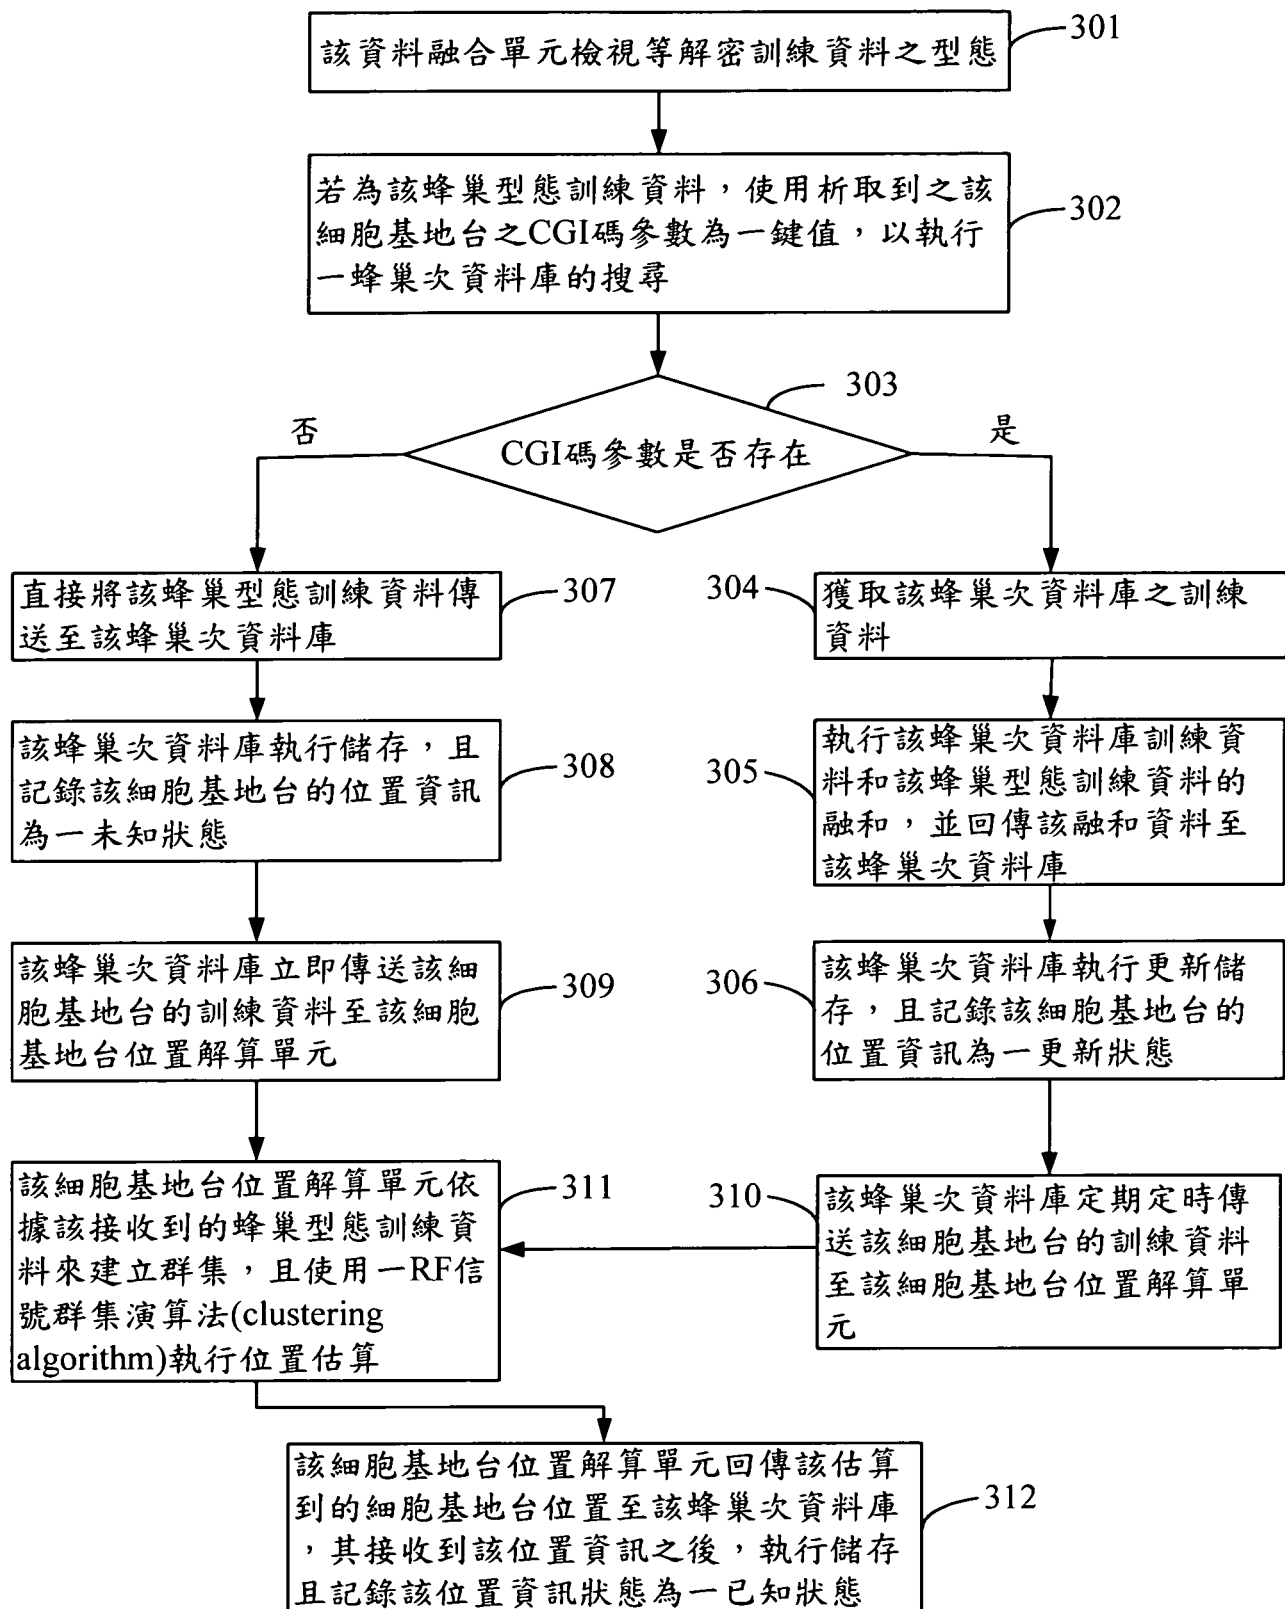 該資料融合單元檢視等解密訓練資料之型態
301
若為該蜂巢型態訓練資料，使用析取到之該
細胞基地台之CGI碼參數為一鍵值，以執行
一蜂巢次資料庫的搜尋
302
303
CGI碼參數是否存在
否
是
直接將該蜂巢型態訓練資料傳
送至該蜂巢次資料庫
307
304
獲取該蜂巢次資料庫之訓練
資料
該蜂巢次資料庫執行儲存，且
記錄該細胞基地台的位置資訊
為一未知狀態
308
305
執行該蜂巢次資料庫訓練資
料和該蜂巢型態訓練資料的
融和，並回傳該融和資料至
該蜂巢次資料庫
該蜂巢次資料庫立即傳送該細
胞基地台的訓練資料至該細胞
基地台位置解算單元
309
306
該蜂巢次資料庫執行更新儲
存，且記錄該細胞基地台的
位置資訊為一更新狀態
該細胞基地台位置解算單元依
據該接收到的蜂巢型態訓練資
料來建立群集，且使用一RF信
號群集演算法(clustering
algorithm)執行位置估算
311
310
該蜂巢次資料庫定期定時傳
送該細胞基地台的訓練資料
至該細胞基地台位置解算單
元
該細胞基地台位置解算單元回傳該估算
到的細胞基地台位置至該蜂巢次資料庫
，其接收到該位置資訊之後，執行儲存
且記錄該位置資訊狀態為一已知狀態
312